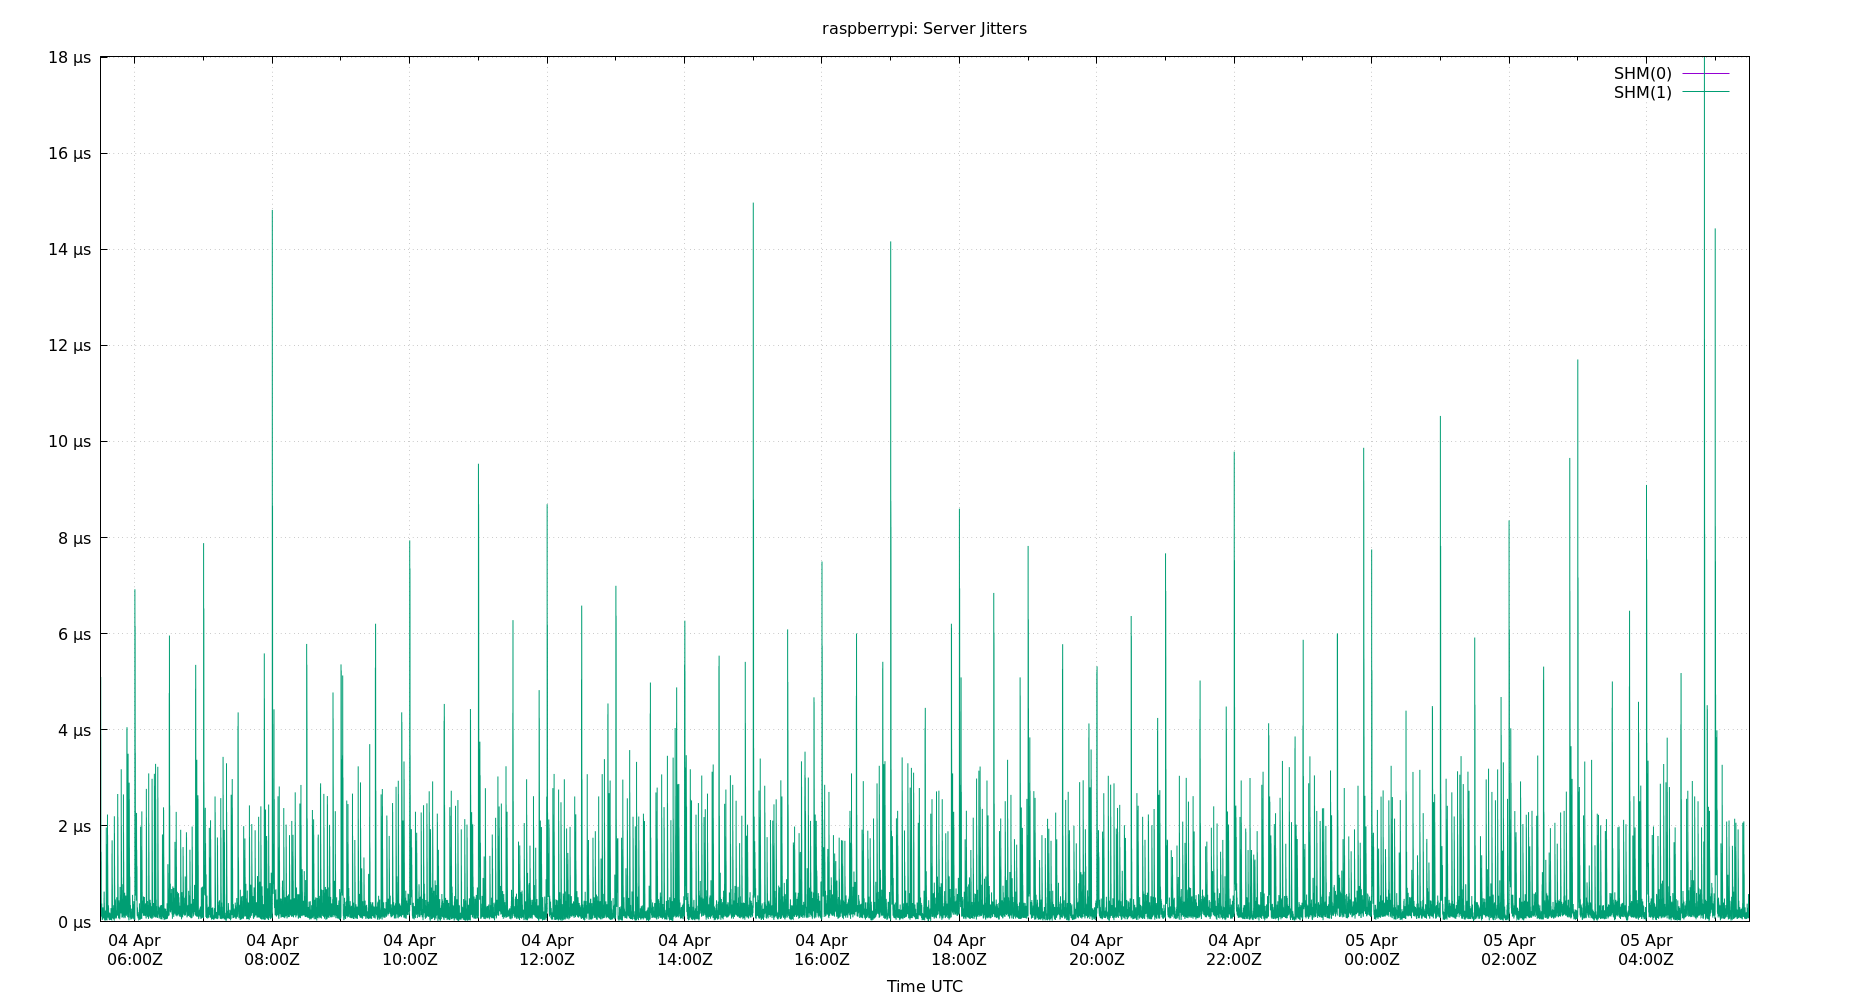 raspberrypi: Server Jitters
18 µs
16 µs
14 µs
12 µs
10 µs
8 µs
6 µs
4 µs
2 µs
0 µs
SHM(0)
SHM(1)
04 Apr 04 Apr 04 Apr 04 Apr 04 Apr 04 Apr 04 Apr 04 Apr 04 Apr 05 Apr 05 Apr 05 Apr
06:00Z 08:00Z 10:00Z 12:00Z 14:00Z 16:00Z 18:00Z 20:00Z 22:00Z 00:00Z 02:00Z 04:00Z
Time UTC